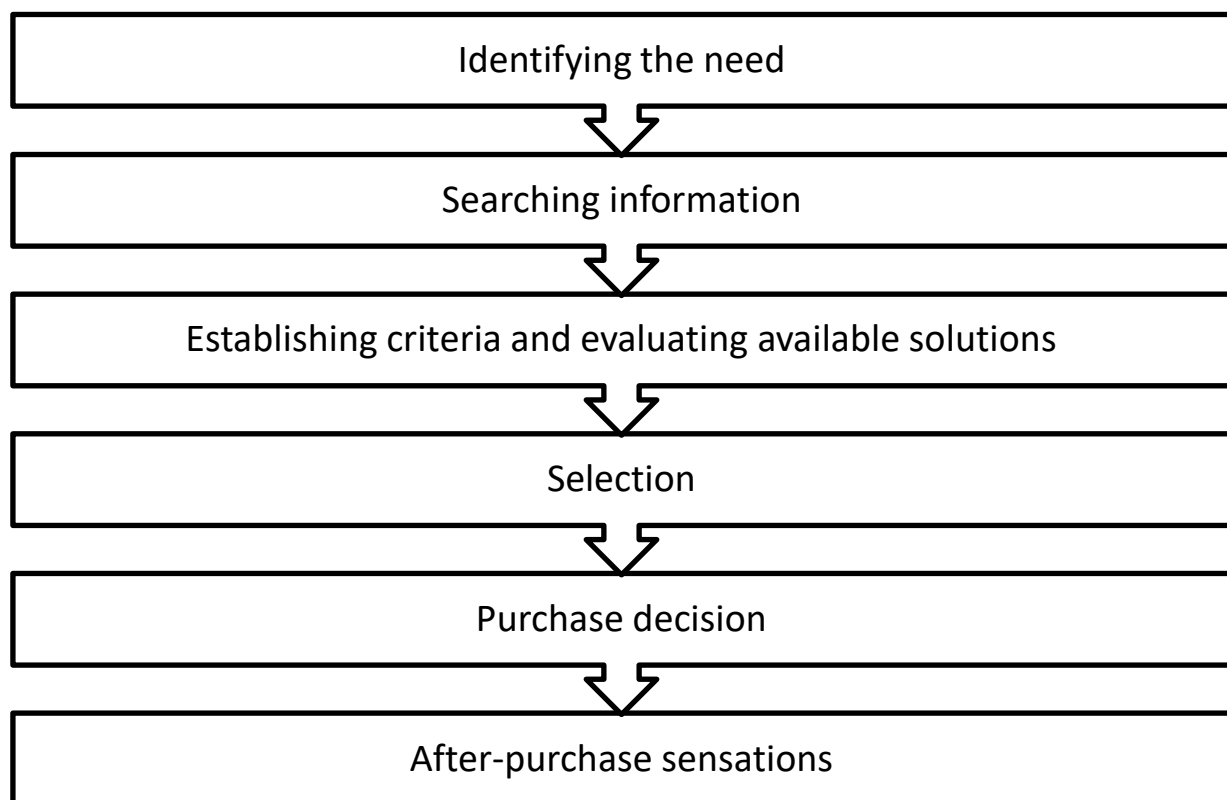 Identifying the need
Searching information
Establishing criteria and evaluating available solutions
Selection
Purchase decision
After-purchase sensations